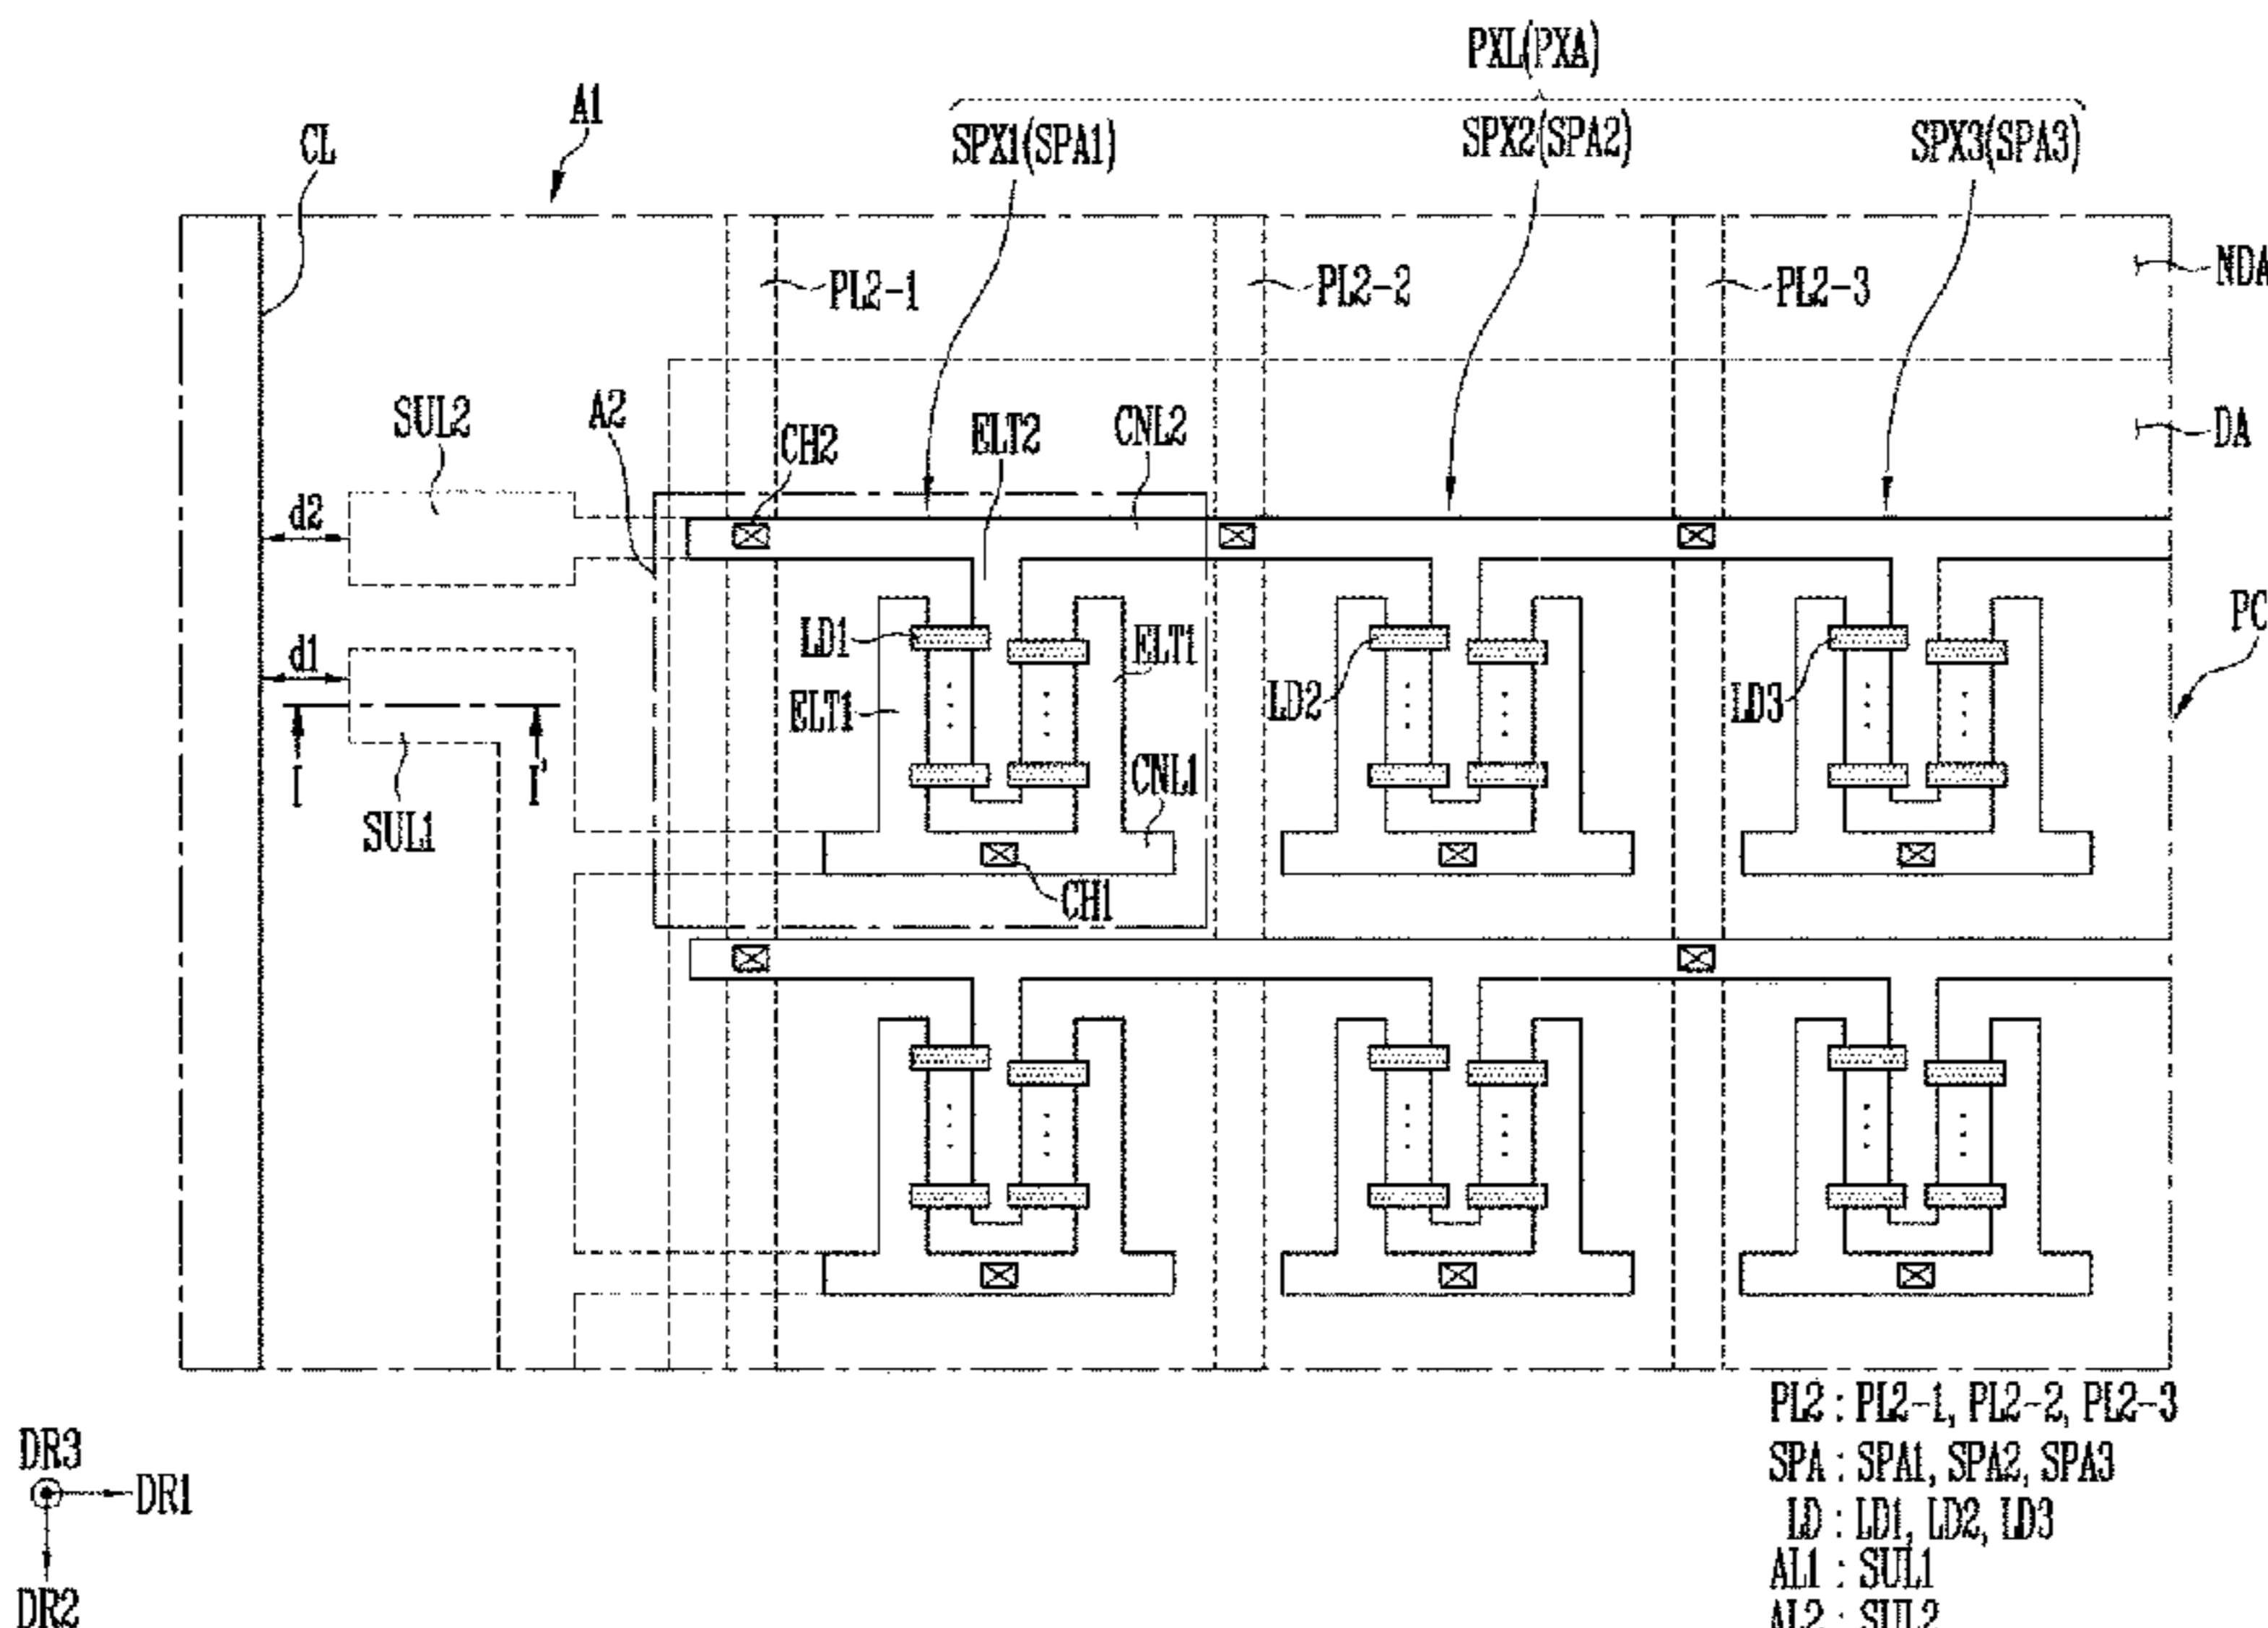 PXL(PXA)
A1
CL
SPX1(SPA1)
SPX2(SPA2)
SPX3(SPA3)
PL2-1
PL2-2
PL2-3
NDA
SUL2
A2
CH2
ELT2
CNL2
DA
d2
LD1
ELT1
PC
d1
ELT1
LD2
LD3
I
I'
SUL1
CNL1
CH1
PL2 : PL2-1, PL2-2, PL2-3
SPA : SPA1, SPA2, SPA3
LD : LD1, LD2, LD3
AL1 : SUL1
AL2 : SUL2
DR3
DR1
DR2